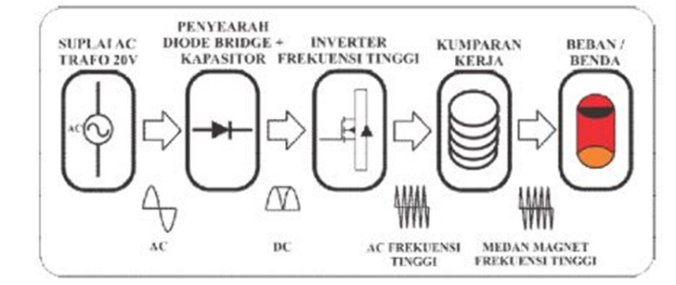 SUPLAI AC
TRAFO 20V
PENYEARAH
DIODE BRIDGE +
KAPASITOR
INVERTER
FREKUENSI TINGGI
KUMPARAN
KERJA
BEBAN /
BENDA
AC
AC
DC
AC FREKUENSI
TINGGI
MEDAN MAGNET
FREKUENSI TINGGI